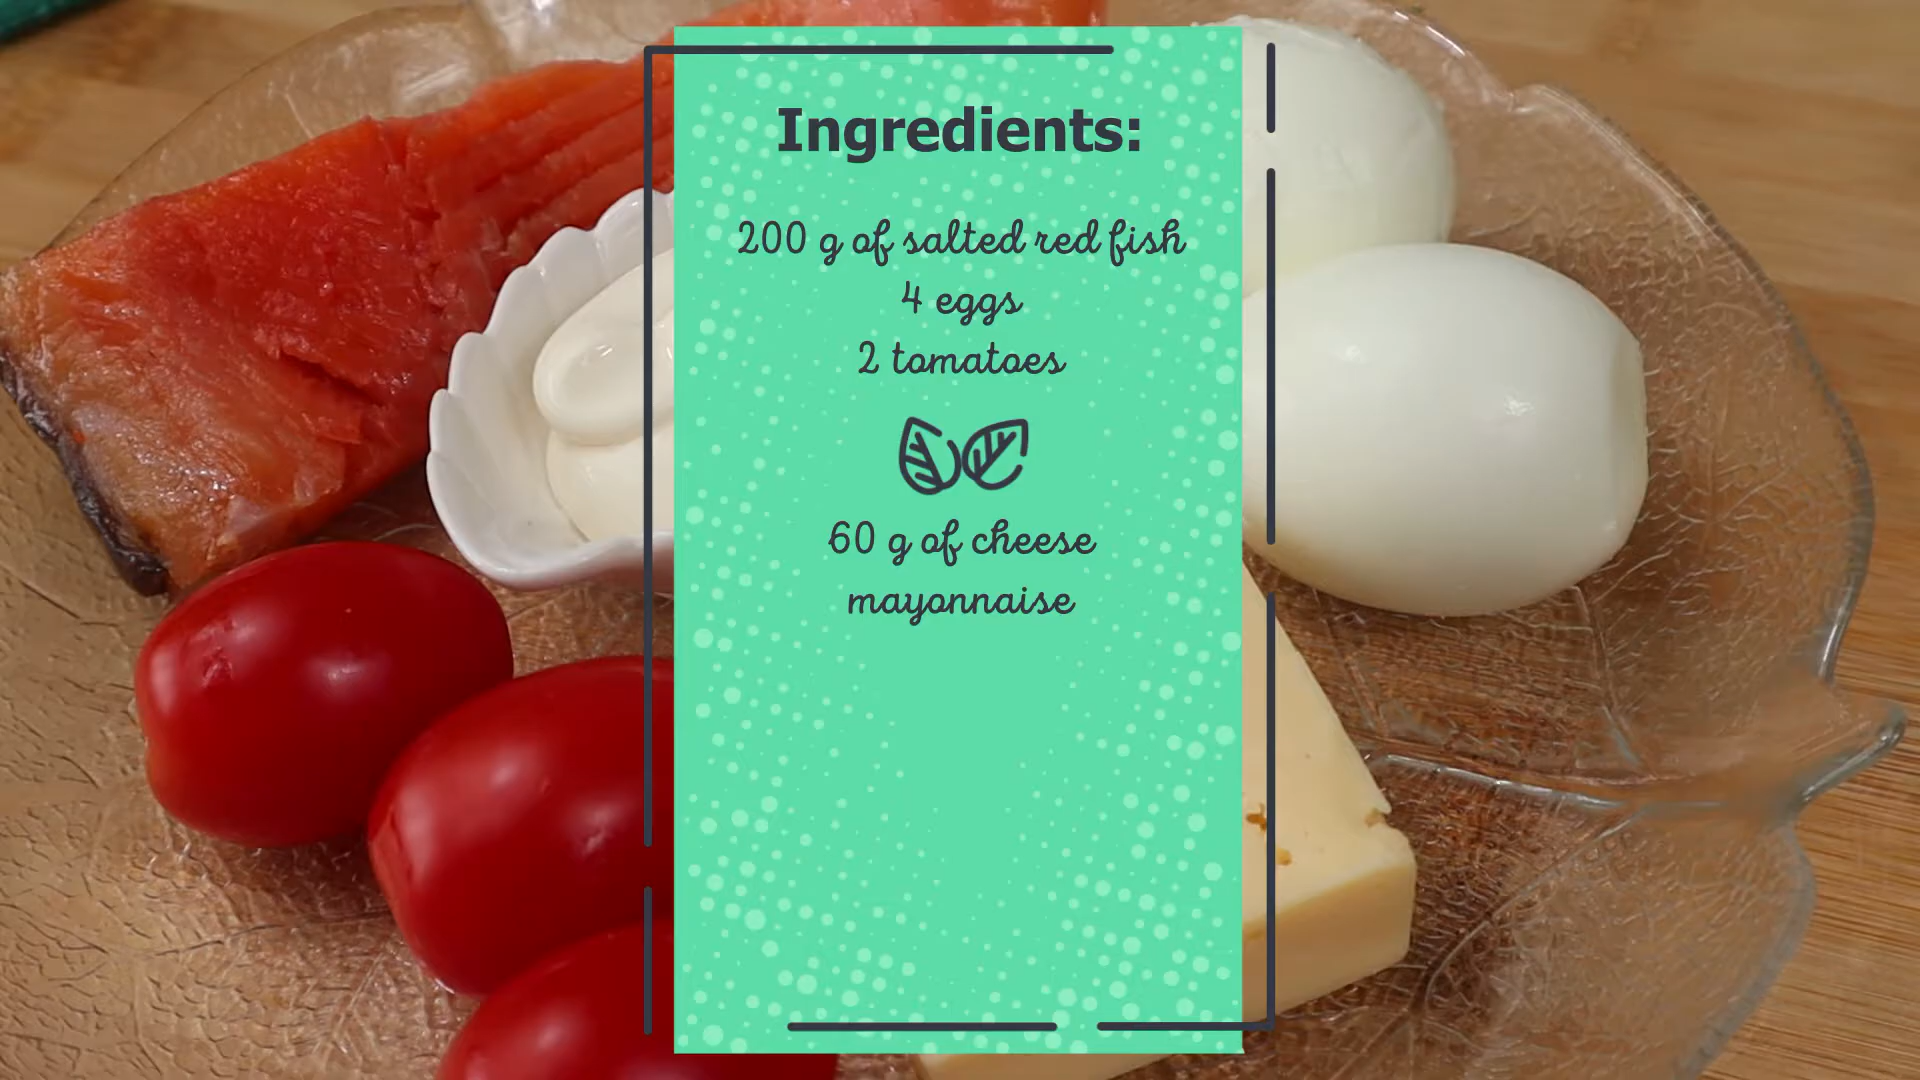 Ingredients:
200 g of salted red fish
4 eggs
2 tomatoes
60 g of cheese
mayonnaise